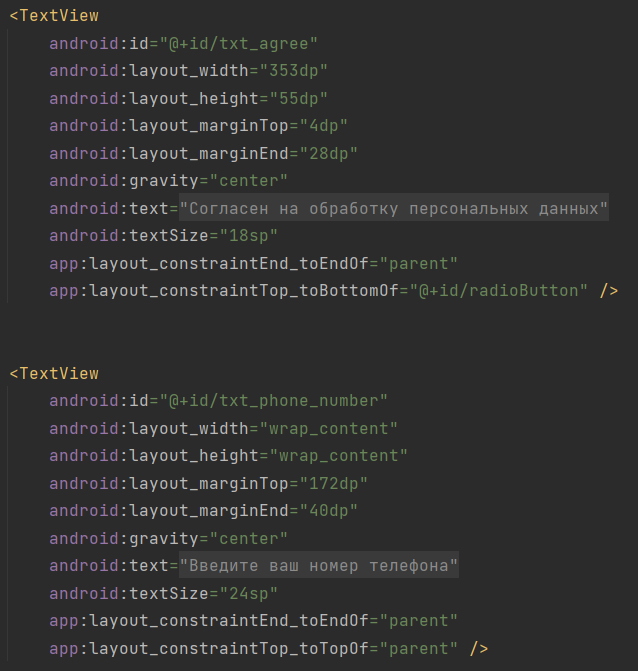 <TextView
android:id="@+id/txt_agree"
android:layout_width="353dp"
android:layout_height="55dp"
android:layout_marginTop="4dp"
android:layout_marginEnd="28dp"
android:gravity="center"
android:text="Согласен на обработку персональных данных"
android:textSize="18sp"
app:layout_constraintEnd_toEndOf="parent"
app:layout_constraintTop_toBottomOf="@+id/radioButton" />
<TextView
android:id="@+id/txt_phone_number"
android:layout_width="wrap_content"
android:layout_height="wrap_content"
android:layout_marginTop="172dp"
android:layout_marginEnd="40dp"
android:gravity="center"
android:text="Введите ваш номер телефона"
android:textSize="24sp"
app:layout_constraintEnd_toEndOf="parent"
app:layout_constraintTop_toTopOf="parent" />